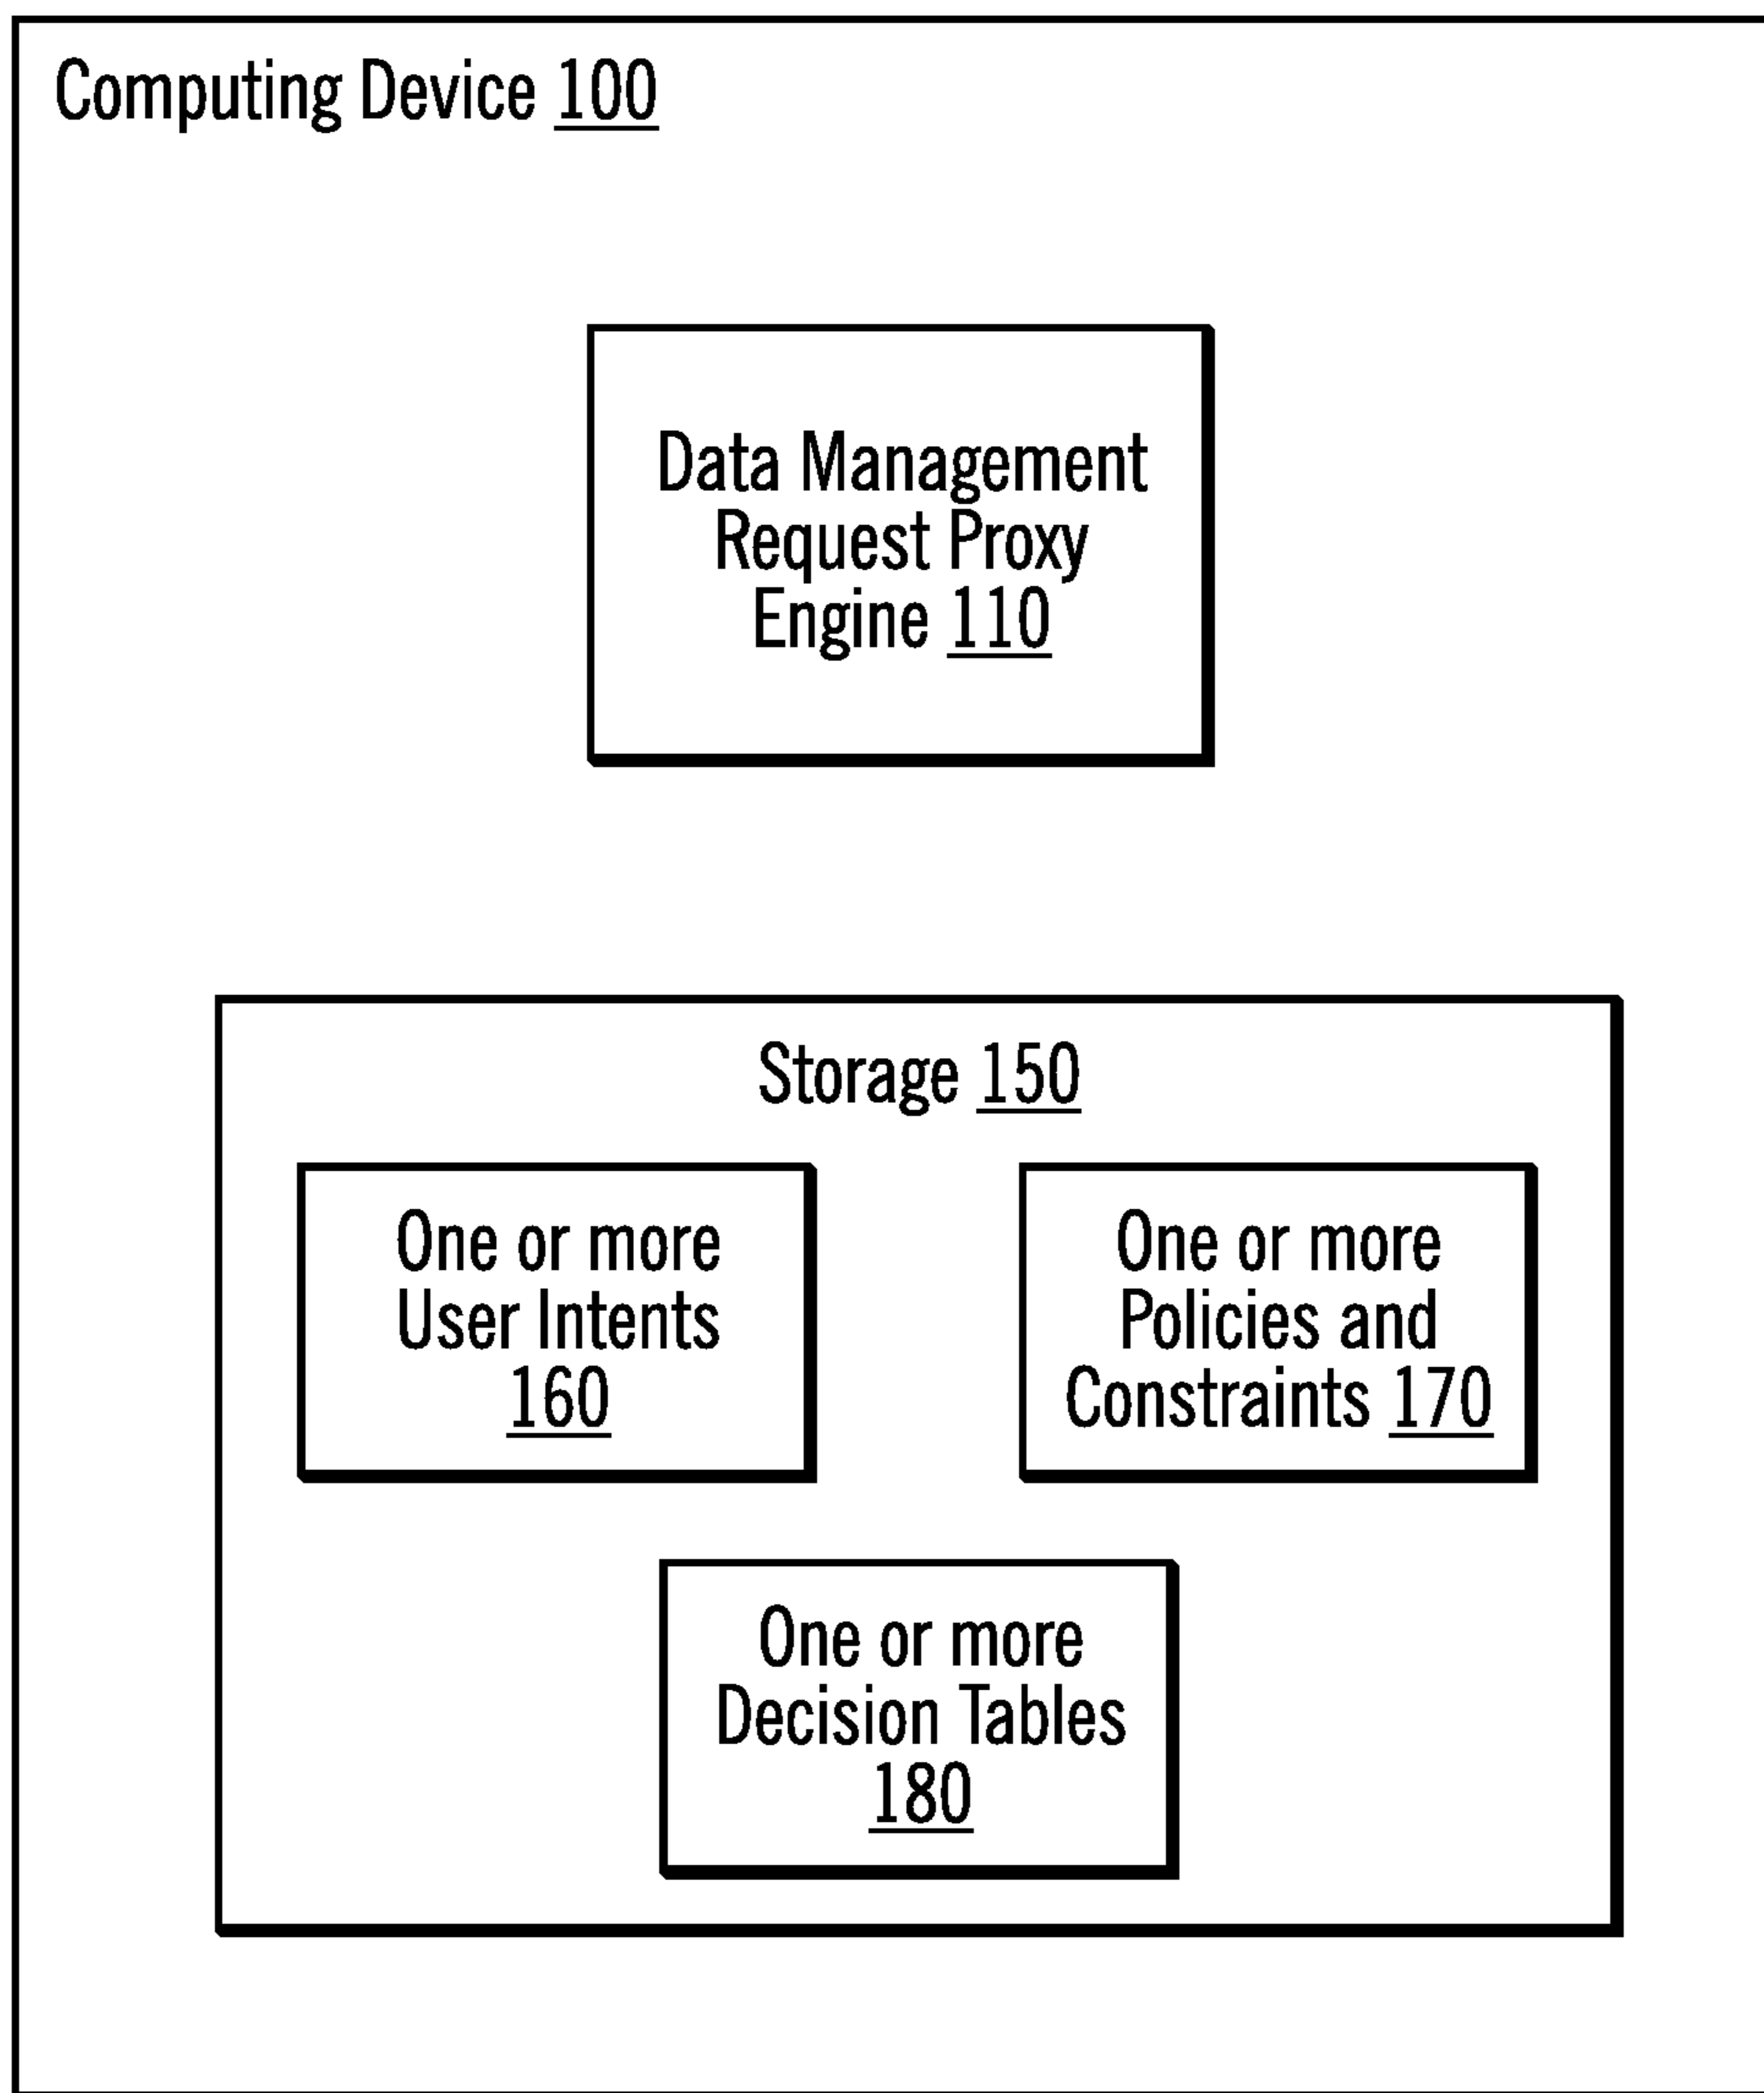 Computing Device 100
Data Management
Request Proxy
Engine 110
Storage 150
One or more
User Intents
160
One or more
Policies and
Constraints 170
One or more
Decision Tables
180